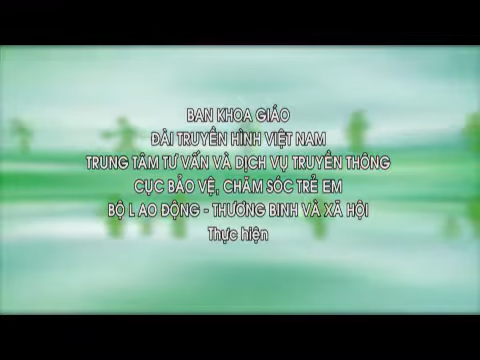 BAN KHOA GIÁO
ĐÀI TRUYỀN HÌNH VIỆT NAM
TRUNG TÂM TƯ VẤN VÀ DỊCH VỤ TRUYỀN THÔNG
CỤC BẢO VỆ, CHĂM SÓC TRẺ EM
BỘ L AO ĐỘNG - THƯƠNG BINH VÀ XÃ HỘI
Thực hiện